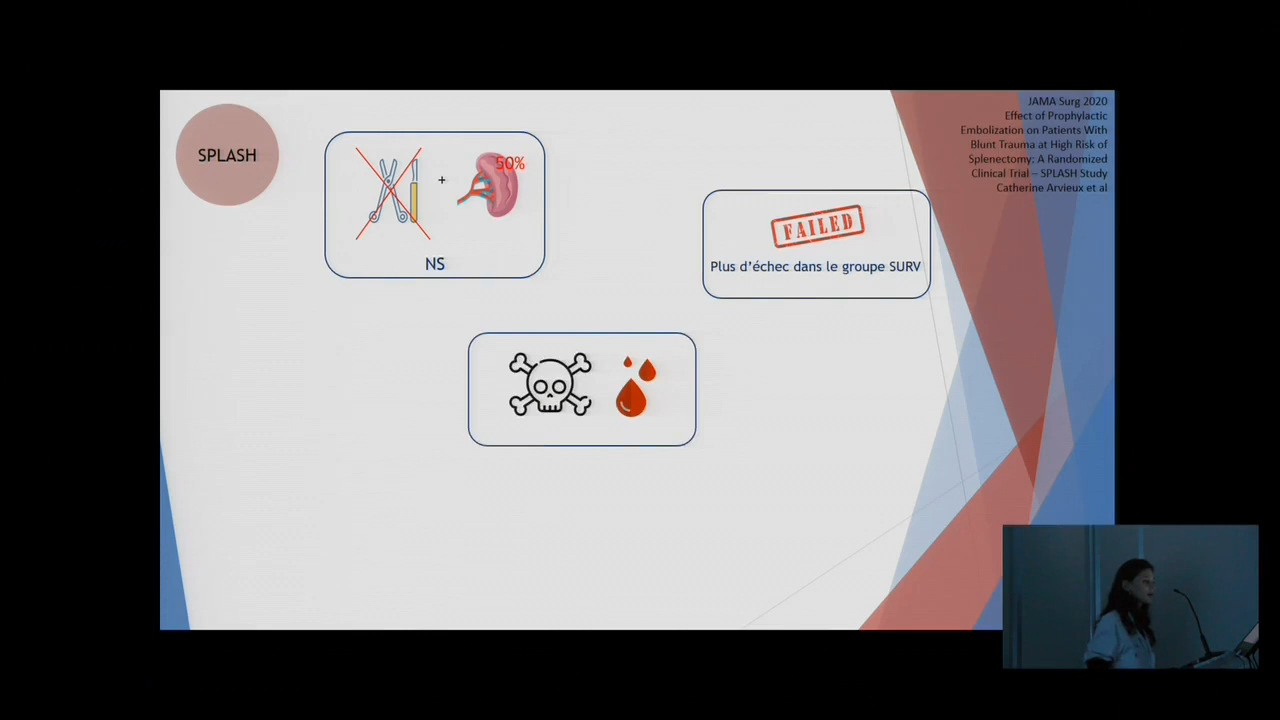 SPLASH
50%
+
NS
FAILED
Plus d'échec dans le groupe SURV
JAMA Surg 2020
Effect of Prophylactic
Embolization on Patients With
Blunt Trauma at High Risk of
Splenectomy: A Randomized
Clinical Trial – SPLASH Study
Catherine Arvieux et al